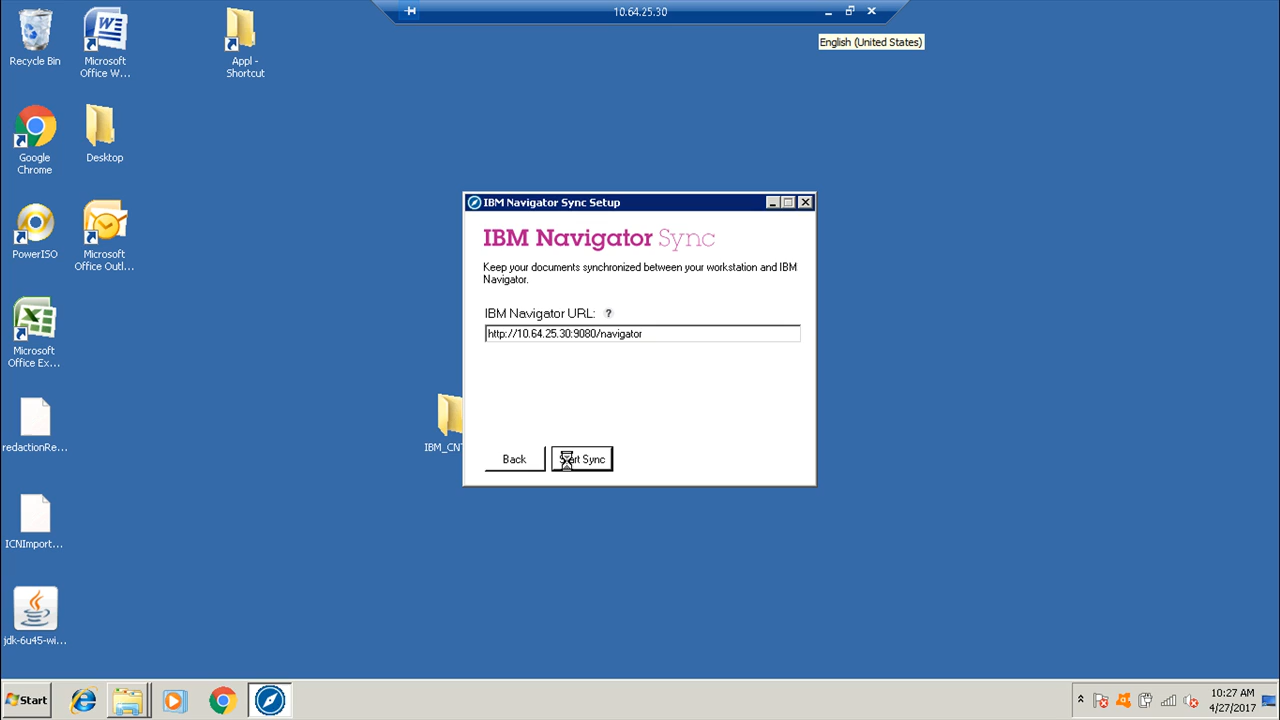 10.64.25.30
English (United States)
Recycle Bin
Microsoft
Office W...
Appl -
Shortcut
Google
Chrome
Desktop
PowerISO
Microsoft
Office Outl...
Microsoft
Office Ex...
redactionRe...
ICNImport...
jdk-6u45-wi...
IBM_CNT
IBM Navigator Sync Setup
IBM Navigator Sync
Keep your documents synchronized between your workstation and IBM
Navigator.
IBM Navigator URL: ?
http://10.64.25.30:9080/navigator
Back
Start Sync
Start
10:27 AM
4/27/2017